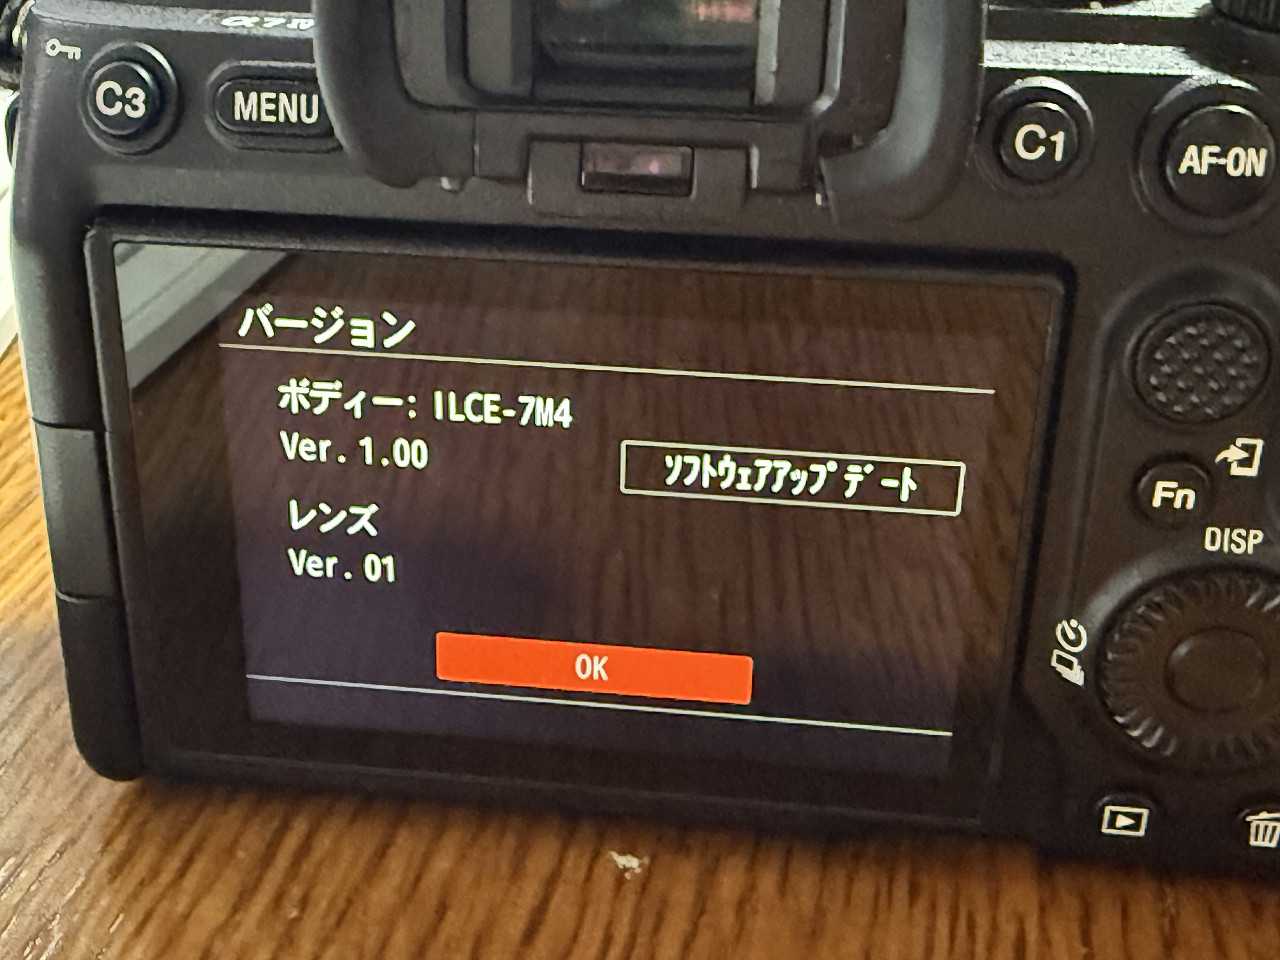 α7 IV
C3
MENU
C1
AF-ON
バージョン
ボディー: ILCE-7M4
Ver. 1.00
ソフトウェアアップデート
レンズ
Ver. 01
OK
Fn
DISP